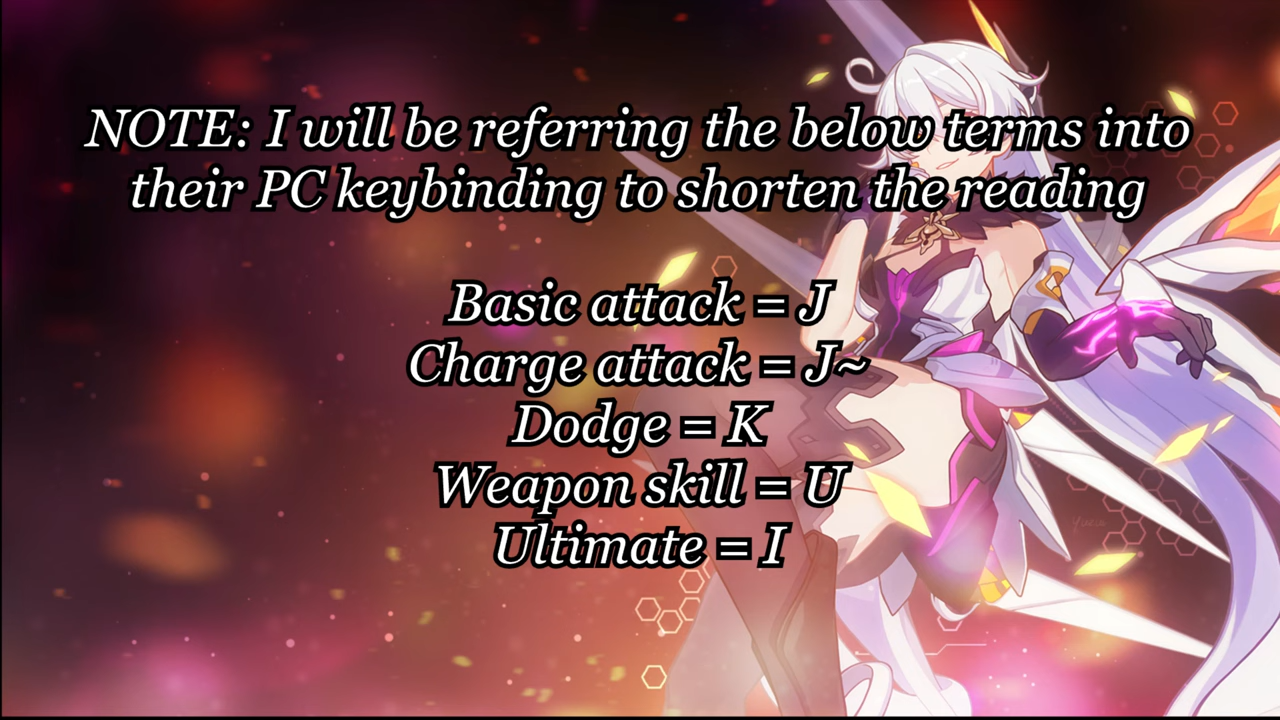 NOTE: I will be referring the below terms into
their PC keybinding to shorten the reading
Basic attack = J
Charge attack = J~
Dodge = K
Weapon skill = U
Ultimate = I